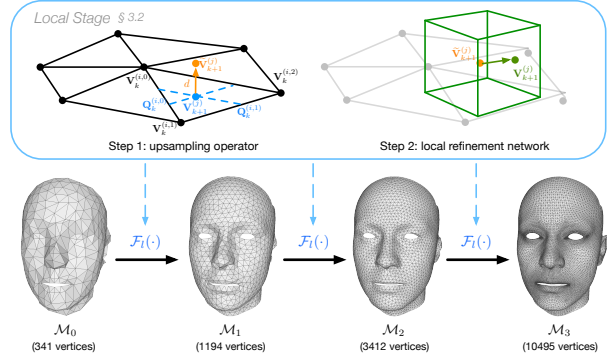 Local Stage § 3.2
Ṽ_{k+1}^{(j)}
V_k^{(i,0)}
V_k^{(i,2)}
d
Q_k^{(i,0)}
V_{k+1}^{(j)}
Q_k^{(i,1)}
V_k^{(i,1)}
Ṽ_{k+1}^{(j)}
V_{k+1}^{(j)}
Step 1: upsampling operator
Step 2: local refinement network
F_l(·)
F_l(·)
F_l(·)
M_0
M_1
M_2
M_3
(341 vertices)
(1194 vertices)
(3412 vertices)
(10495 vertices)